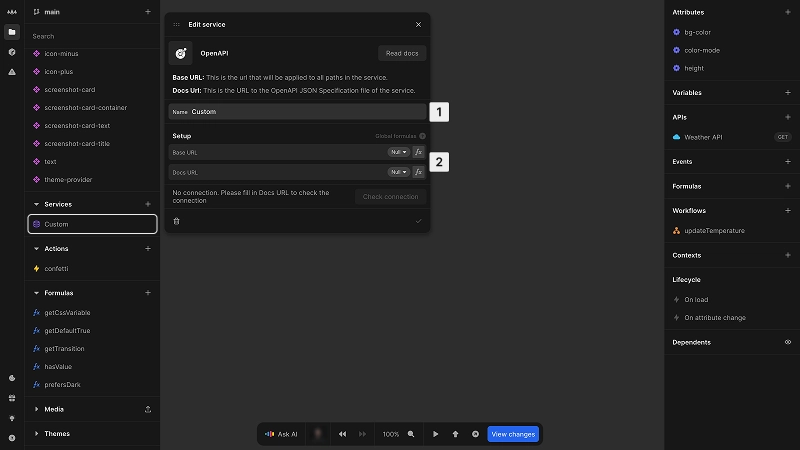 main
Search
icon-minus
icon-plus
screenshot-card
screenshot-card-container
screenshot-card-text
screenshot-card-title
text
theme-provider
Services
Custom
Actions
confetti
Formulas
getCssVariable
getDefaultTrue
getTransition
hasValue
prefersDark
Media
Themes
Edit service
OpenAPI
Read docs
Base URL: This is the url that will be applied to all paths in the service.
Docs Url: This is the URL to the OpenAPI JSON Specification file of the service.
Name Custom
1
Setup
Global formulas
Base URL
Null
fx
2
Docs URL
Null
fx
No connection. Please fill in Docs URL to check the
connection
Check connection
Ask AI
100%
View changes
Attributes
bg-color
color-mode
height
Variables
APIs
Weather API
GET
Events
Formulas
Workflows
updateTemperature
Contexts
Lifecycle
On load
On attribute change
Dependents